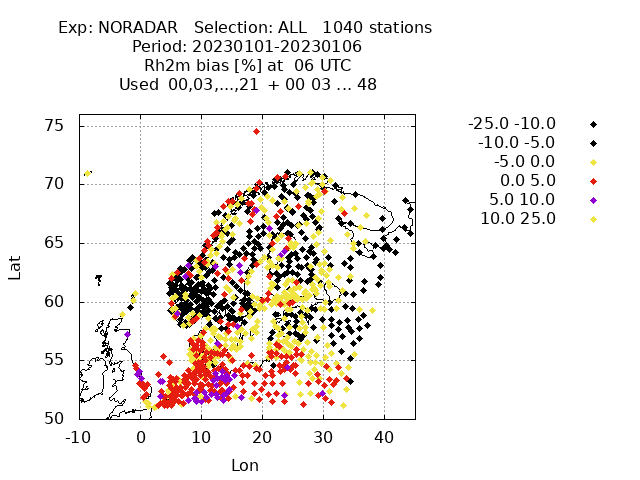 Exp: NORADAR   Selection: ALL   1040 stations
Period: 20230101-20230106
Rh2m bias [%] at  06 UTC
Used  00,03,...,21  + 00 03 ... 48
75
70
65
60
55
50
Lat
-10 0 10 20 30 40
Lon
-25.0 -10.0
-10.0 -5.0
-5.0 0.0
0.0 5.0
5.0 10.0
10.0 25.0